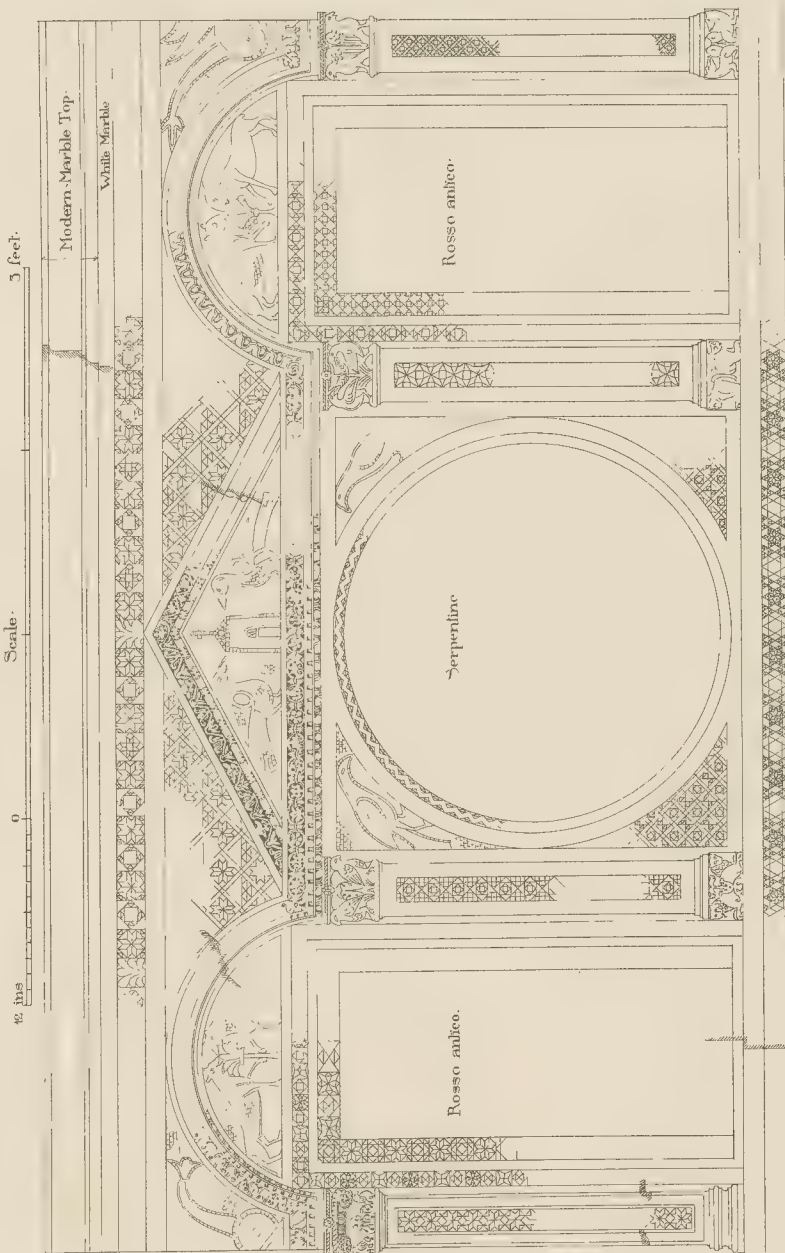 Scale.
12 ins 0 3 feet.
Modern-Marble Top.
White Marble
Rosso antico.
Serpentine
Rosso antico.